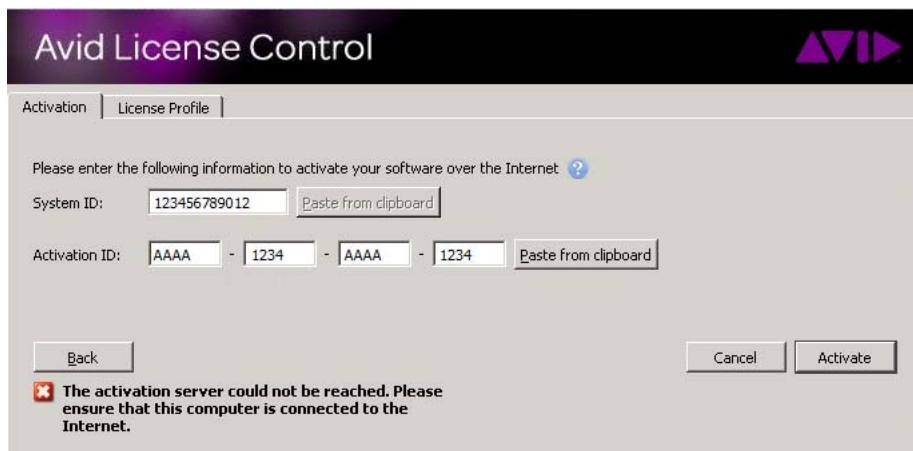 Avid License Control
AVID
Activation
License Profile
Please enter the following information to activate your software over the Internet ?
System ID: 123456789012 Paste from clipboard
Activation ID: AAAA - 1234 - AAAA - 1234 Paste from clipboard
Back Cancel Activate
The activation server could not be reached. Please
ensure that this computer is connected to the
Internet.